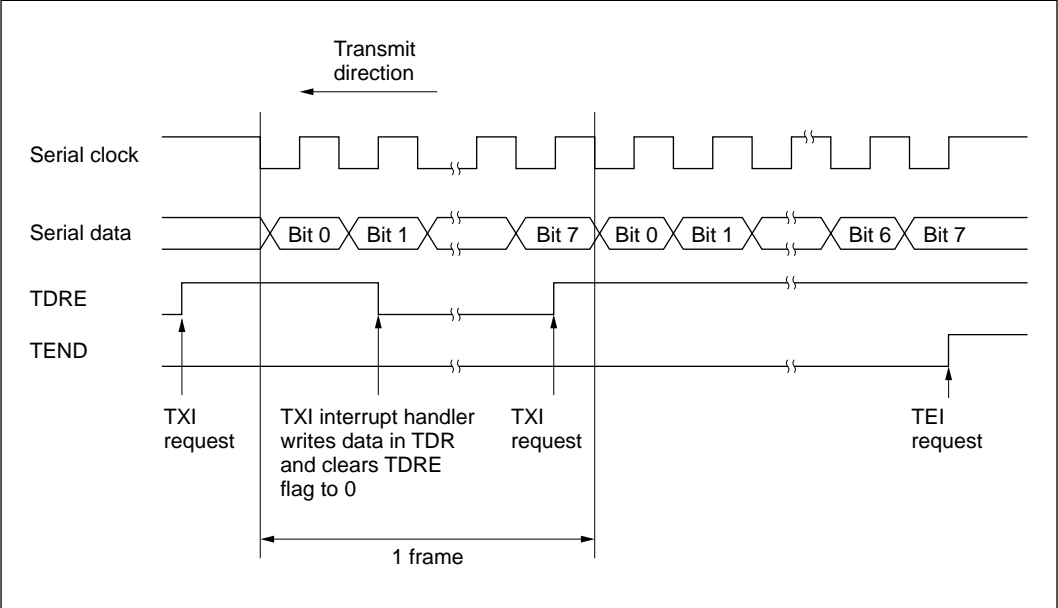 Transmit
direction
Serial clock
Serial data
Bit 0 Bit 1 Bit 7 Bit 0 Bit 1 Bit 6 Bit 7
TDRE
TEND
TXI
request
TXI interrupt handler
writes data in TDR
and clears TDRE
flag to 0
TXI
request
TEI
request
1 frame